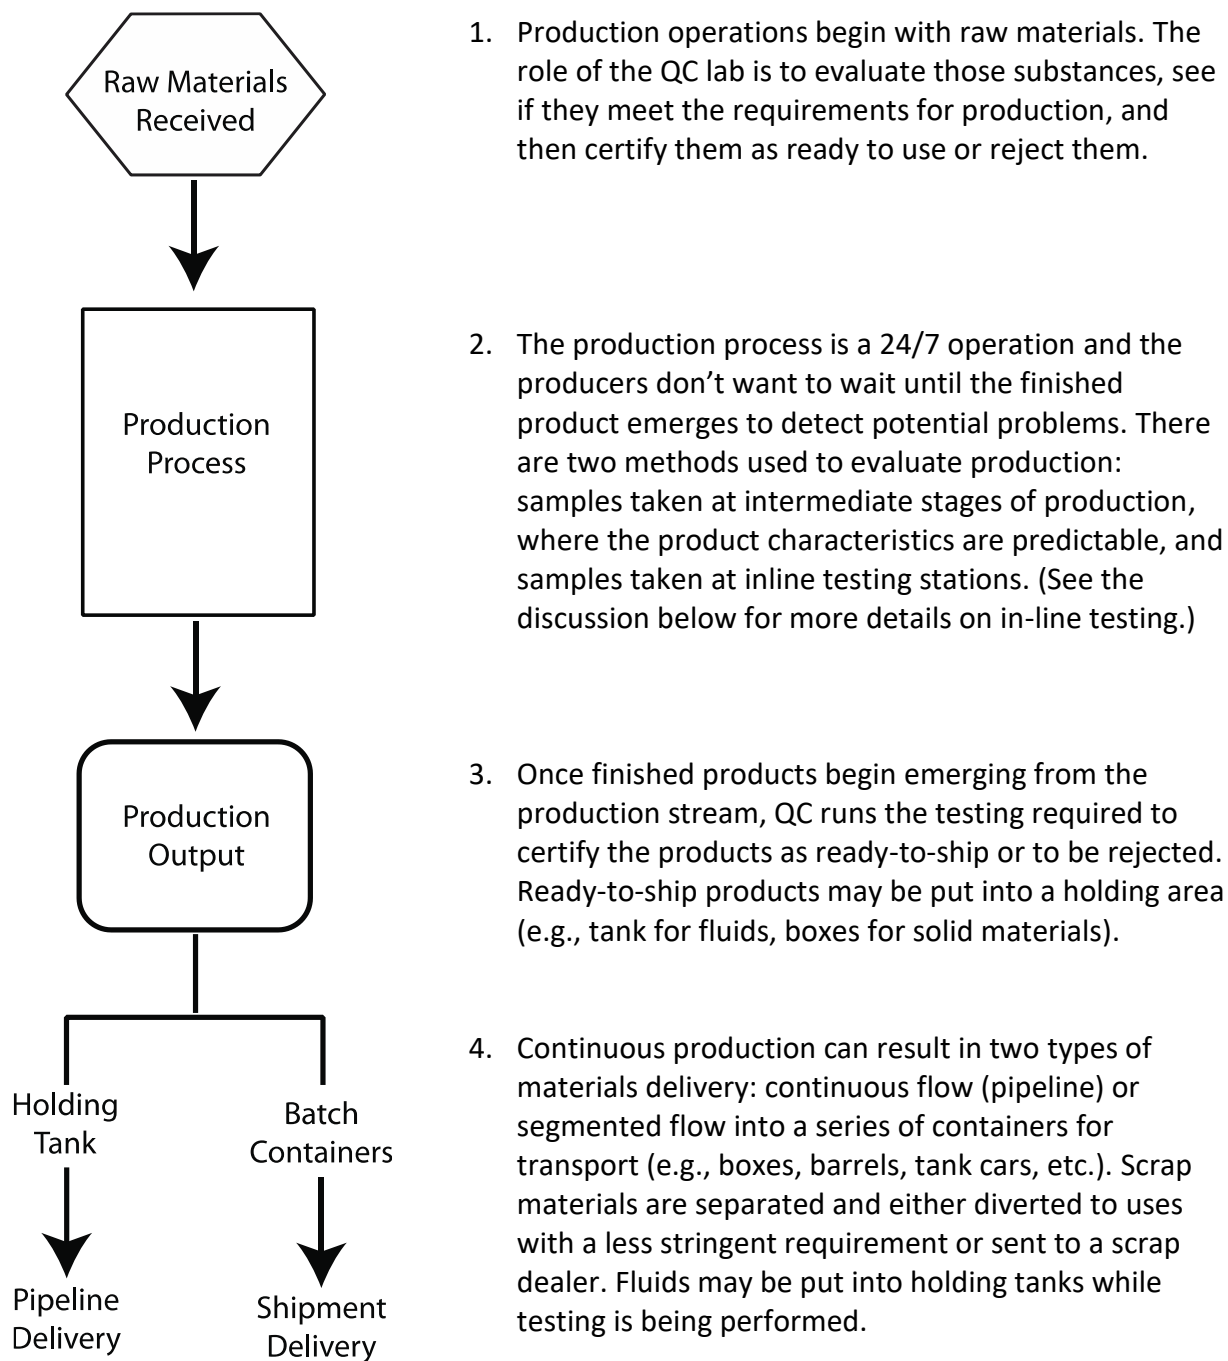 Raw Materials
Received
1. Production operations begin with raw materials. The
role of the QC lab is to evaluate those substances, see
if they meet the requirements for production, and
then certify them as ready to use or reject them.
Production
Process
2. The production process is a 24/7 operation and the
producers don’t want to wait until the finished
product emerges to detect potential problems. There
are two methods used to evaluate production:
samples taken at intermediate stages of production,
where the product characteristics are predictable, and
samples taken at inline testing stations. (See the
discussion below for more details on in-line testing.)
Production
Output
3. Once finished products begin emerging from the
production stream, QC runs the testing required to
certify the products as ready-to-ship or to be rejected.
Ready-to-ship products may be put into a holding area
(e.g., tank for fluids, boxes for solid materials).
Holding
Tank
Batch
Containers
Pipeline
Delivery
Shipment
Delivery
4. Continuous production can result in two types of
materials delivery: continuous flow (pipeline) or
segmented flow into a series of containers for
transport (e.g., boxes, barrels, tank cars, etc.). Scrap
materials are separated and either diverted to uses
with a less stringent requirement or sent to a scrap
dealer. Fluids may be put into holding tanks while
testing is being performed.